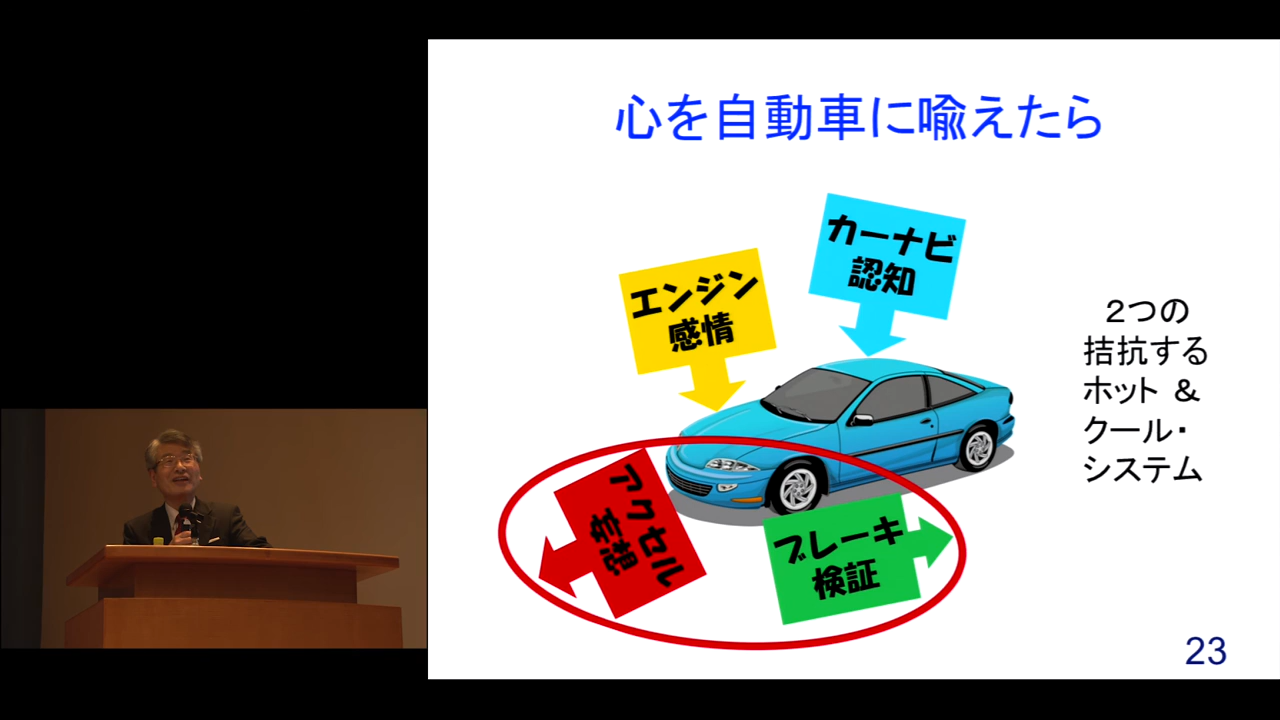 心を自動車に喩えたら
カーナビ
認知
エンジン
感情
2つの
拮抗する
ホット &
クール・
システム
アクセル
妄想
ブレーキ
検証
23